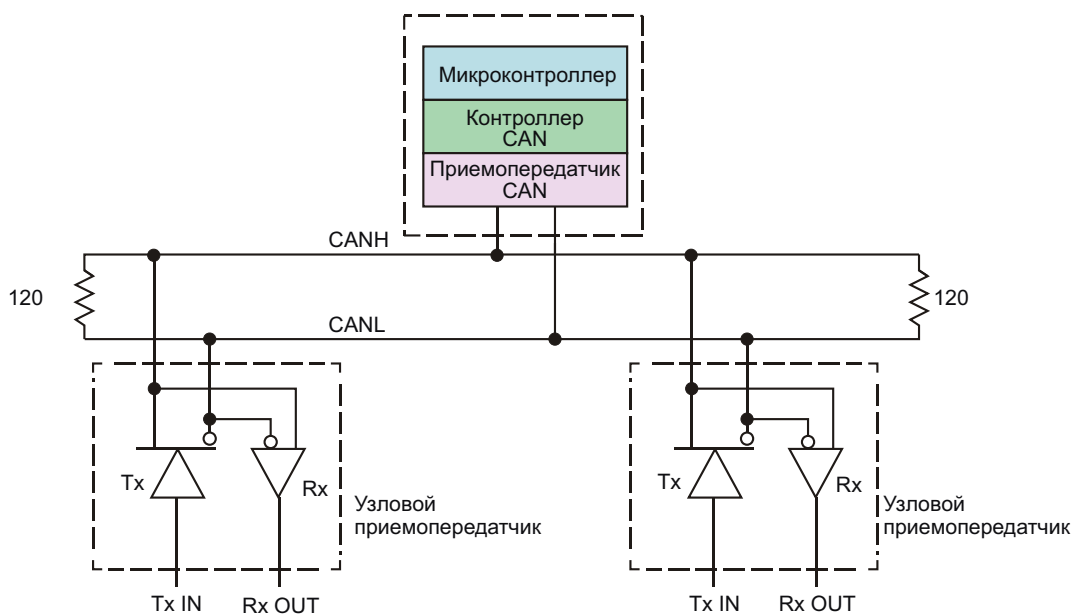 Микроконтроллер
Контроллер
CAN
Приемопередатчик
CAN
CANH
120
120
CANL
Tx
Rx
Узловой
приемопередатчик
Tx IN
Rx OUT
Tx
Rx
Узловой
приемопередатчик
Tx IN
Rx OUT